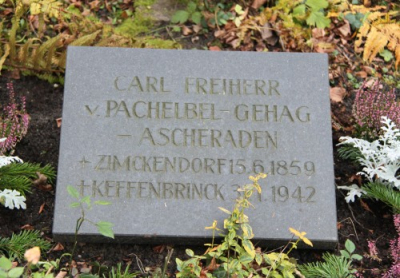 CARL FREIHERR
v. PACHELBEL-GEHAG
- ASCHERADEN
* ZIMCKENDORF 15.6.1859
+ KEFFENBRINCK 1942